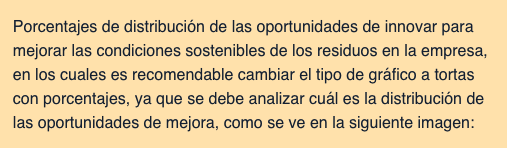 Porcentajes de distribución de las oportunidades de innovar para
mejorar las condiciones sostenibles de los residuos en la empresa,
en los cuales es recomendable cambiar el tipo de gráfico a tortas
con porcentajes, ya que se debe analizar cuál es la distribución de
las oportunidades de mejora, como se ve en la siguiente imagen: